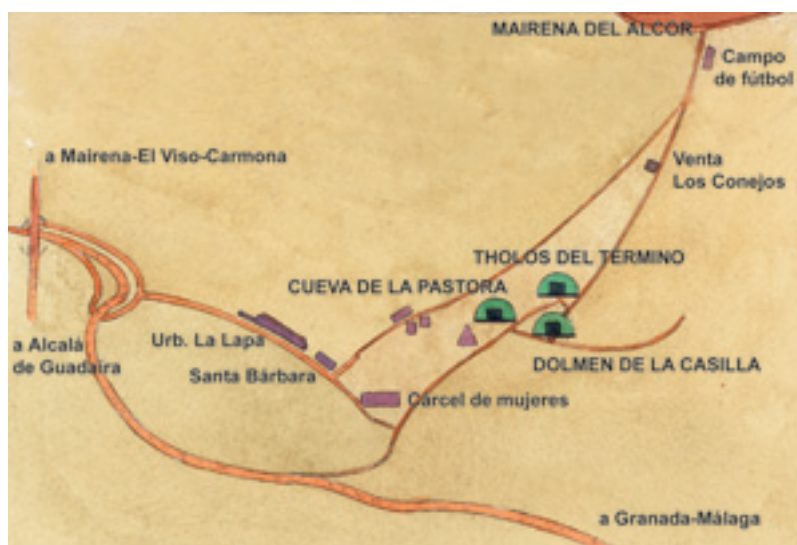 MAIRENA DEL ALCOR
Campo
de fútbol
a Mairena-El Viso-Carmona
Venta
Los Conejos
THOLOS DEL TERMINO
CUEVA DE LA PASTORA
a Alcalá
de Guadaira
Urb. La Lapa
Santa Bárbara
DOLMEN DE LA CASILLA
Cárcel de mujeres
a Granada-Málaga